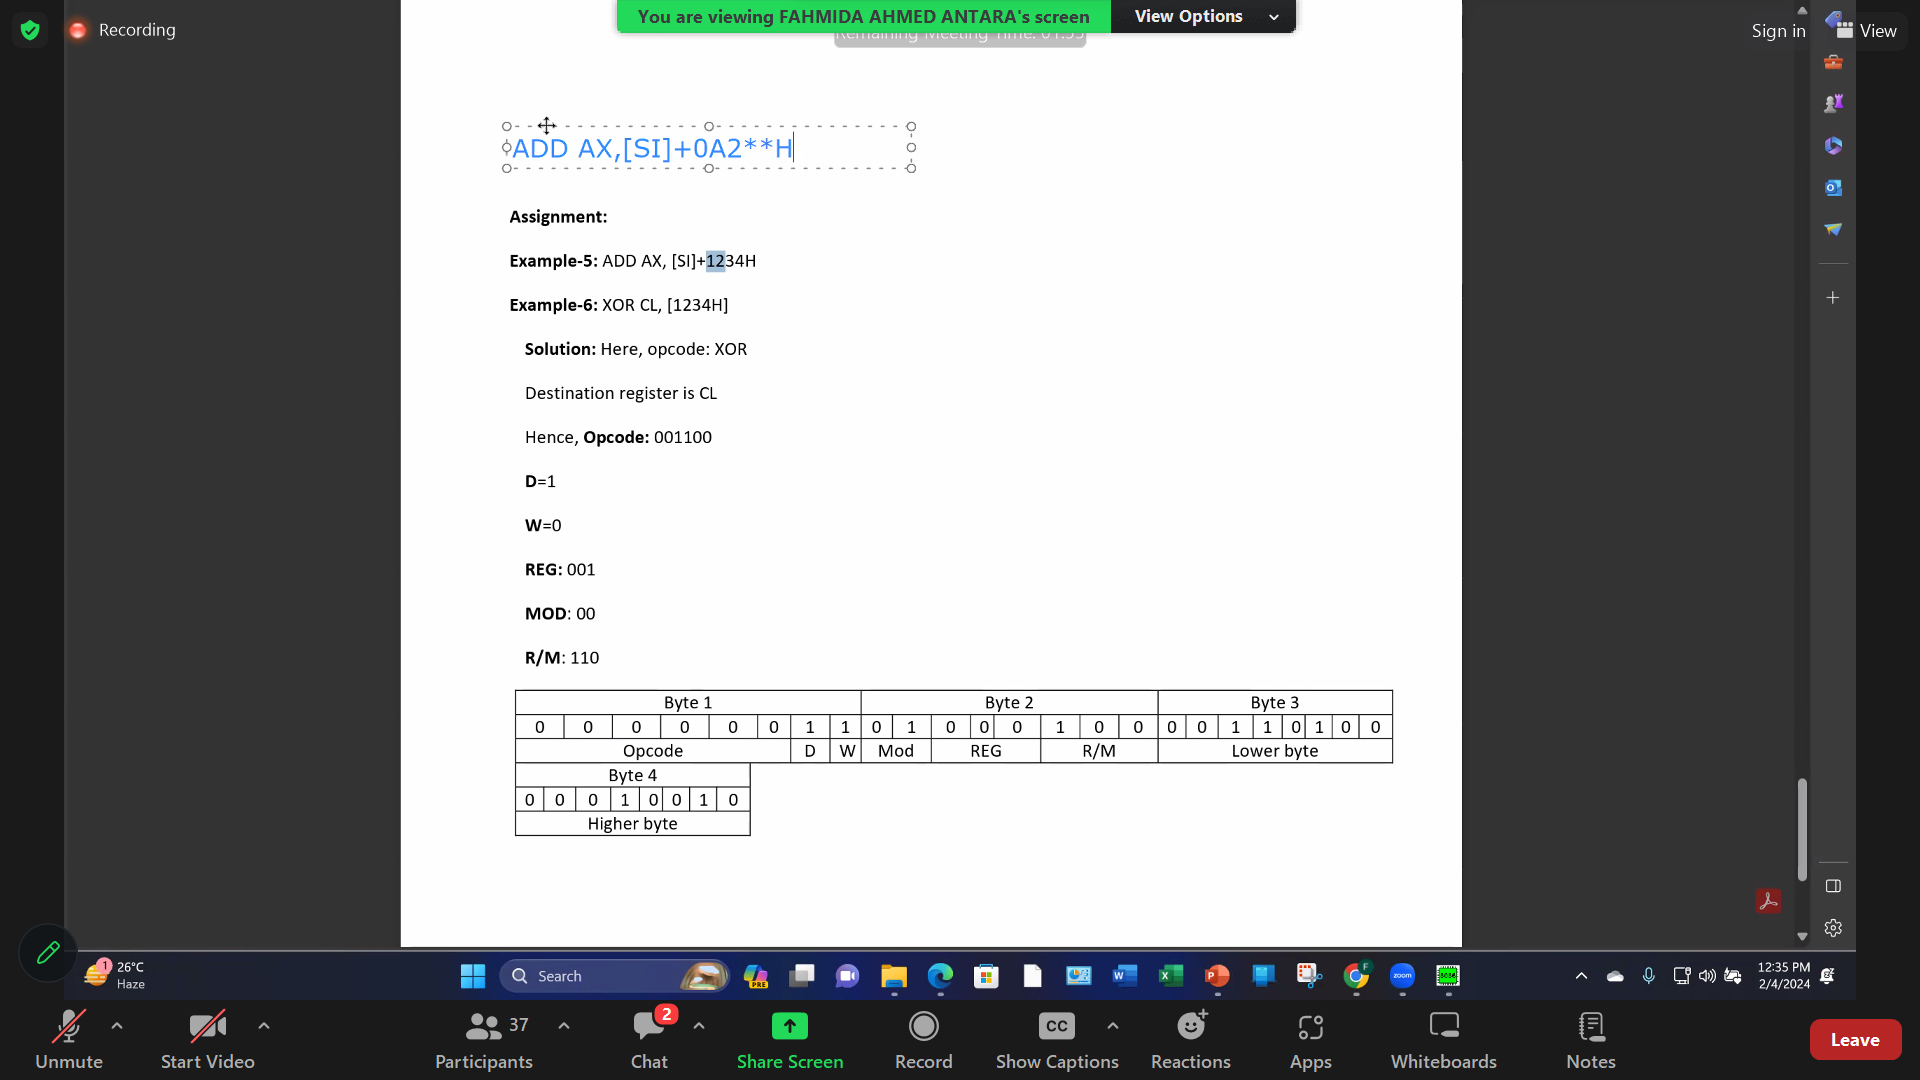 You are viewing FAHMIDA AHMED ANTARA's screen
View Options
Recording
Remaining Meeting Time: 01:55
Sign in
View
ADD AX,[SI]+0A2**H
Assignment:
Example-5: ADD AX, [SI]+1234H
Example-6: XOR CL, [1234H]
Solution: Here, opcode: XOR
Destination register is CL
Hence, Opcode: 001100
D=1
W=0
REG: 001
MOD: 00
R/M: 110
Byte 1 Byte 2 Byte 3
0 0 0 0 0 0 1 1 0 1 0 0 0 1 0 0 0 0 1 1 0 1 0 0
Opcode D W Mod REG R/M Lower byte
Byte 4
0 0 0 1 0 0 1 0
Higher byte
1
26°C
Haze
Search
PRE
12:35 PM
2/4/2024
Unmute
Start Video
37
Participants
2
Chat
Share Screen
Record
CC
Show Captions
Reactions
Apps
Whiteboards
Notes
Leave